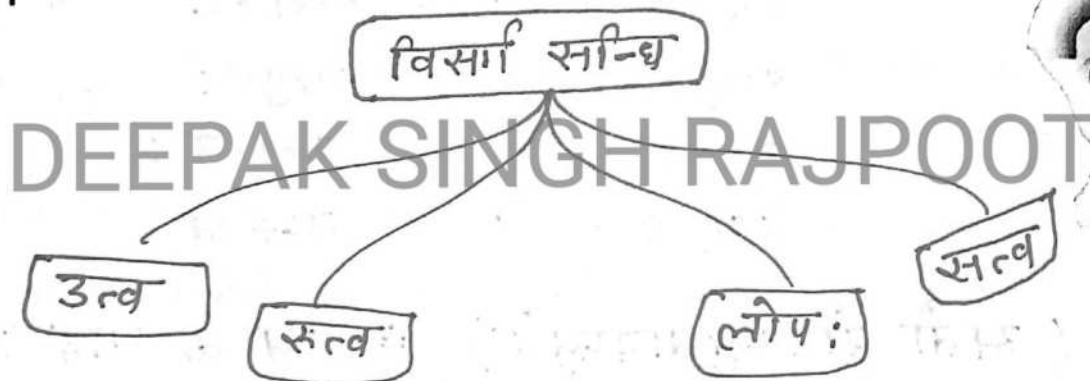 विसर्ग सन्धि
DEEPAK SINGH RAJPOOT
उत्व
रुत्व
लोप:
सत्व